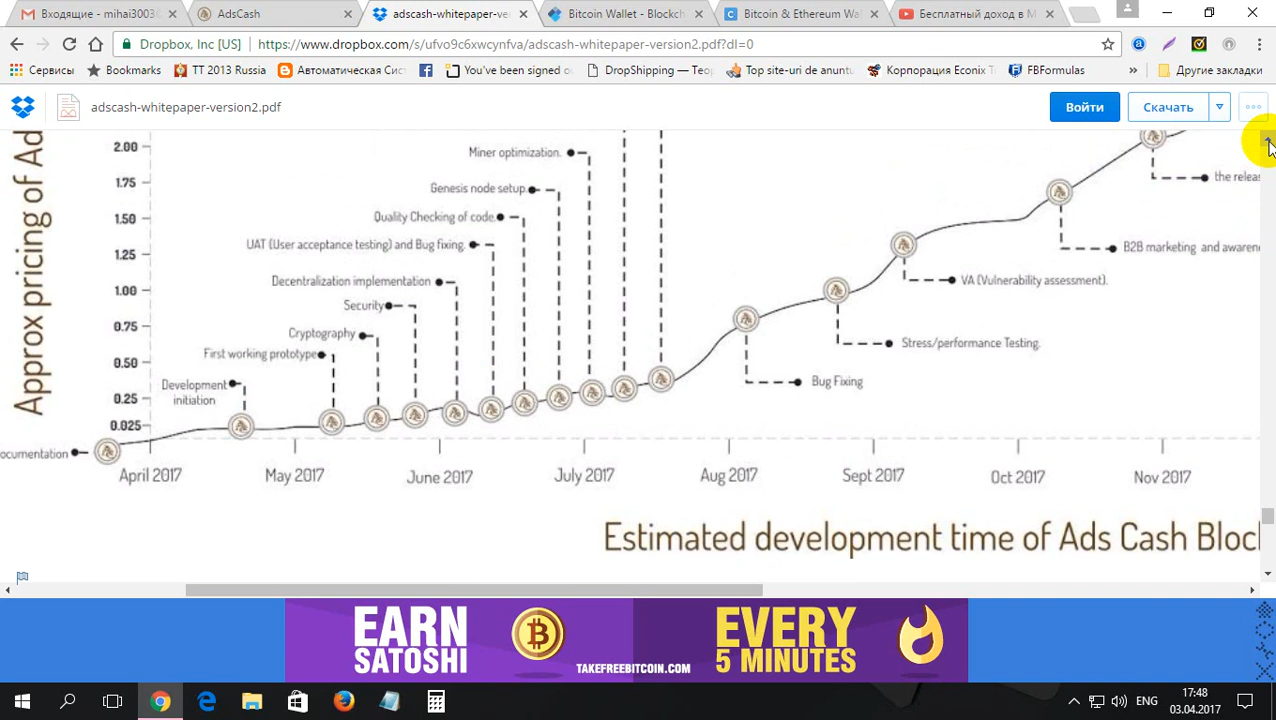 Входящие - mihai3003@
AdsCash
adscash-whitepaper-ve
Bitcoin Wallet - Blockch
Bitcoin & Ethereum Wa
Бесплатный доход в М
Dropbox, Inc [US]
https://www.dropbox.com/s/ufvo9c6xwqnfva/adscash-whitepaper-version2.pdf?dl=0
Сервисы
Bookmarks
TT 2013 Russia
Автоматическая Сис
You've been signed o
DropShipping — Тео
Top site-uri de anuntu
Корпорация Econix Т
FBFormulas
»
Другие закладки
adscash-whitepaper-version2.pdf
Войти
Скачать
Approx pricing of Ad
2.00
1.75
1.50
1.25
1.00
0.75
0.50
0.25
0.025
Miner optimization.
Genesis node setup.
Quality Checking of code.
UAT (User acceptance testing) and Bug fixing.
Decentralization implementation
Security
Cryptography
First working prototype
Development
initiation
ocumentation
the releas
B2B marketing and awaren
VA (Vulnerability assessment).
Stress/performance Testing.
Bug Fixing
April 2017
May 2017
June 2017
July 2017
Aug 2017
Sept 2017
Oct 2017
Nov 2017
Estimated development time of Ads Cash Bloc
EARN
SATOSHI
TAKEFREEBITCOIN.COM
EVERY
5 MINUTES
ENG
17:48
03.04.2017